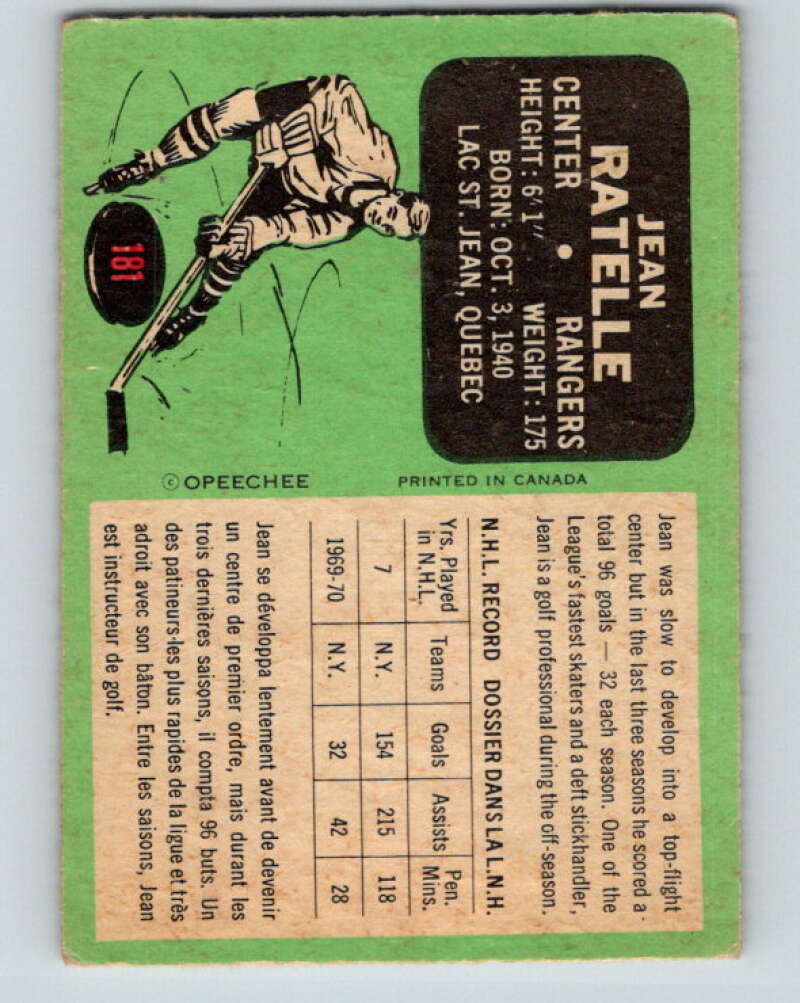 JEAN
RATELLE
CENTER • RANGERS
HEIGHT: 6'1" WEIGHT: 175
BORN: OCT. 3, 1940
LAC ST. JEAN, QUEBEC
181
© OPEECHEE
PRINTED IN CANADA
Jean was slow to develop into a top-flight
center but in the last three seasons he scored a
total 96 goals — 32 each season. One of the
League's fastest skaters and a deft stickhandler,
Jean is a golf professional during the off-season.
N.H.L. RECORD DOSSIER DANS LA L.N.H.
Yrs. Played in N.H.L. Teams Goals Assists Pen. Mins.
7 N.Y. 154 215 118
1969-70 N.Y. 32 42 28
Jean se développa lentement avant de devenir
un centre de premier ordre, mais durant les
trois dernières saisons, il compta 96 buts. Un
des patineurs-les plus rapides de la ligue et très
adroit avec son bâton. Entre les saisons, Jean
est instructeur de golf.